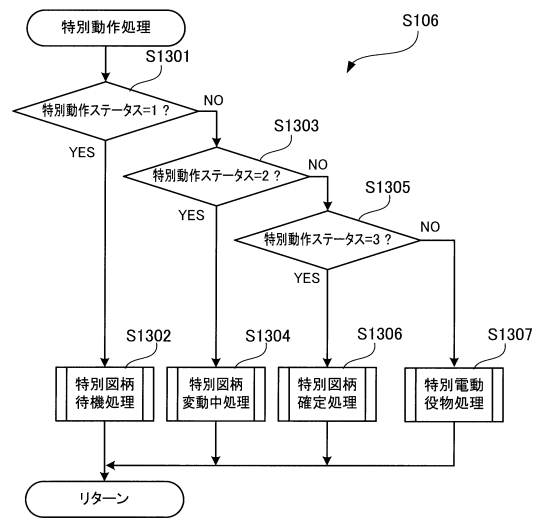 特別動作処理
S106
S1301
特別動作ステータス=1 ?
NO
YES
S1303
特別動作ステータス=2 ?
NO
YES
S1305
特別動作ステータス=3 ?
NO
YES
S1302
S1304
S1306
S1307
特別図柄
待機処理
特別図柄
変動中処理
特別図柄
確定処理
特別電動
役物処理
リターン